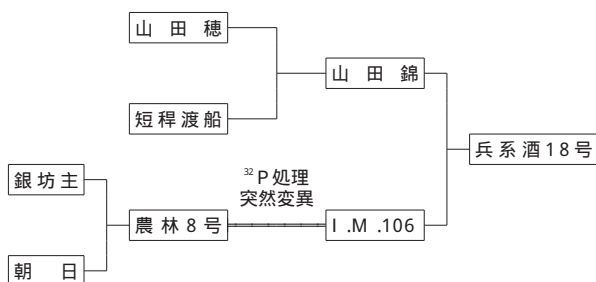 山田穂
山田錦
短稈渡船
兵系酒18号
銀坊主
³²P処理
突然変異
農林8号
I.M.106
朝日